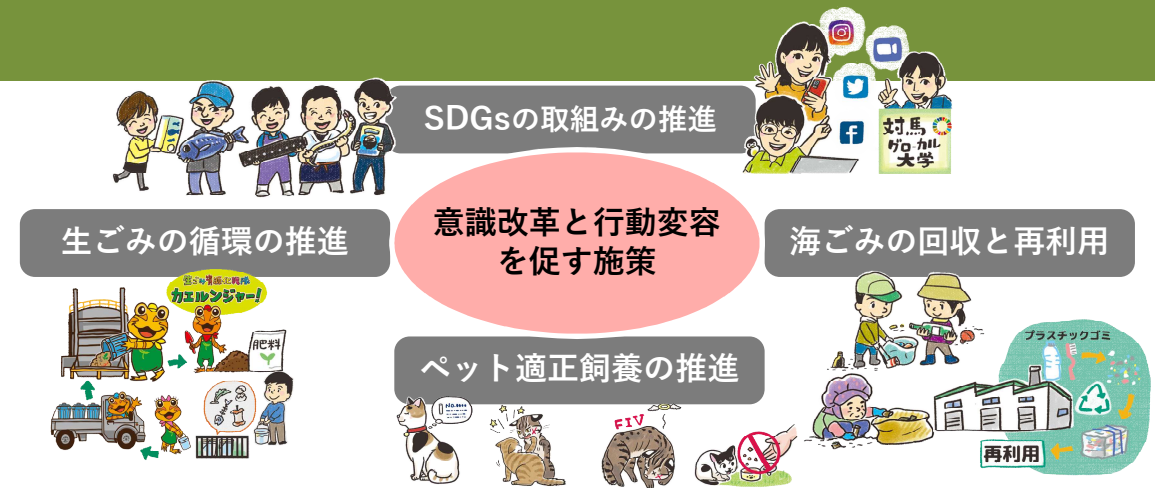 SDGsの取組みの推進
対馬
グローカル
大学
意識改革と行動変容
を促す施策
生ごみの循環の推進
海ごみの回収と再利用
カエルンジャー!
肥料
プラスチックゴミ
再利用
ペット適正飼養の推進
FIV